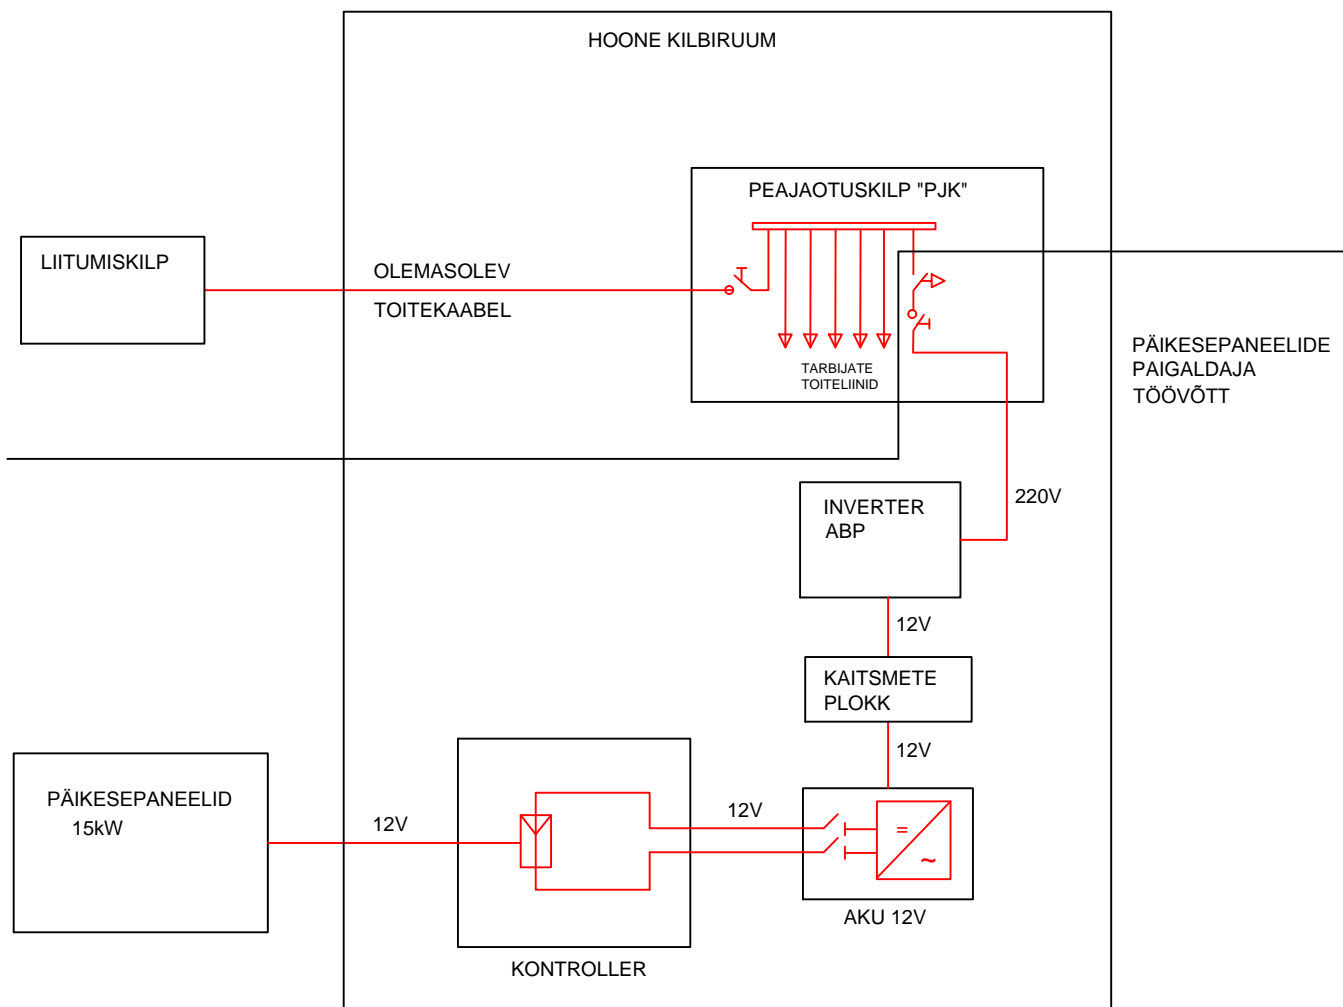 HOONE KILBIRUUM
PEAJAOTUSKILP "PJK"
LIITUMISKILP
OLEMASOLEV
TOITEKAABEL
TARBIJATE
TOITELIINID
PÄIKESEPANEELIDE
PAIGALDAJA
TÖÖVÕTT
220V
INVERTER
ABP
12V
KAITSMETE
PLOKK
12V
PÄIKESEPANEELID
15kW
12V
12V
=
~
AKU 12V
KONTROLLER